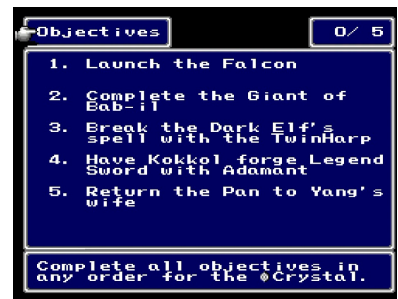 Objectives
0/ 5
1. Launch the Falcon
2. Complete the Giant of
Bab-il
3. Break the Dark Elf's
spell with the TwinHarp
4. Have Kokkol forge Legend
Sword with Adamant
5. Return the Pan to Yang's
wife
Complete all objectives in
any order for the Crystal.